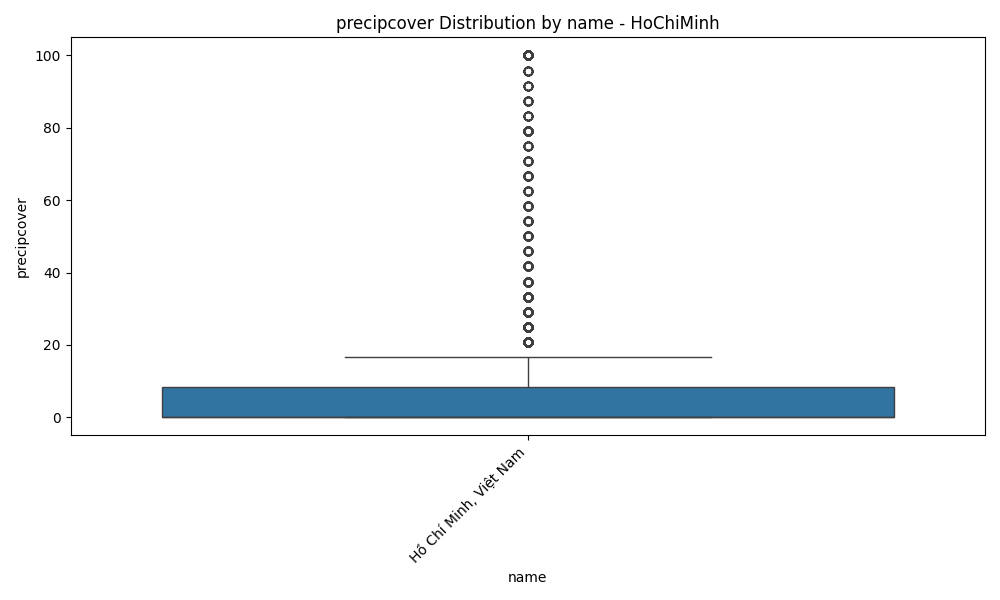 precipcover Distribution by name - HoChiMinh
100
80
60
40
20
0
precipcover
Hồ Chí Minh, Việt Nam
name